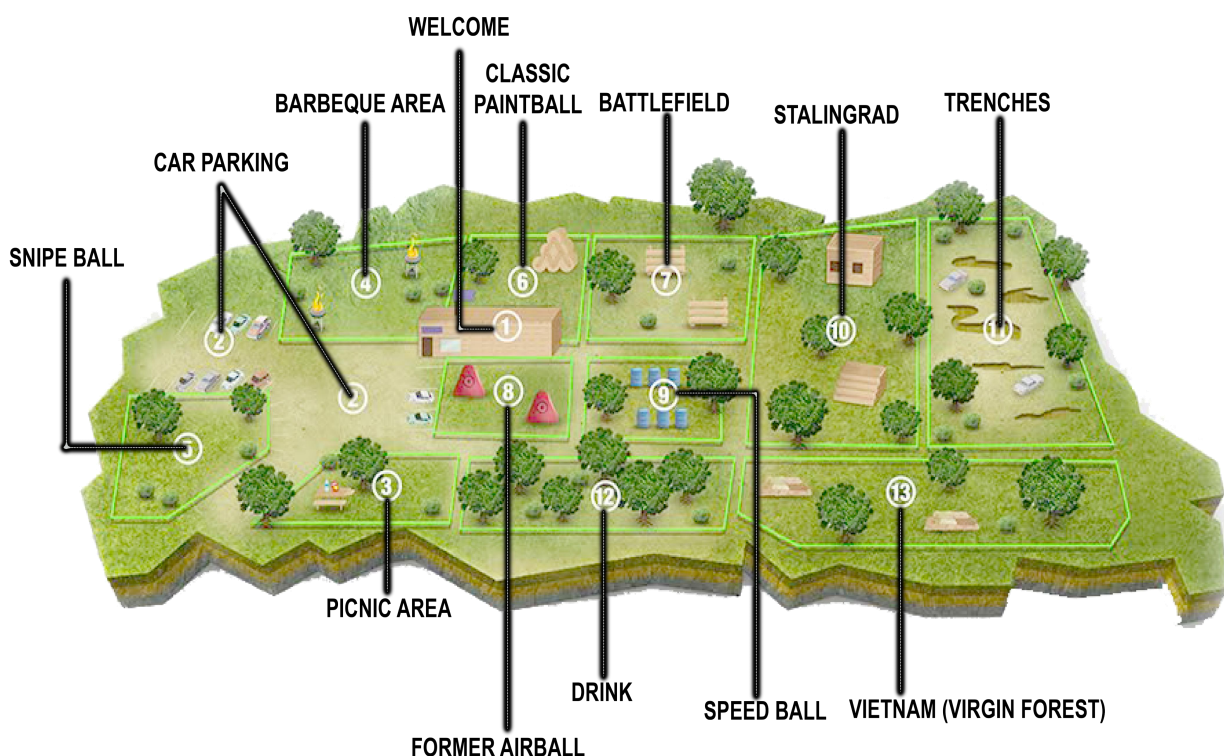 WELCOME
CLASSIC
PAINTBALL
BARBEQUE AREA
BATTLEFIELD
STALINGRAD
TRENCHES
CAR PARKING
SNIPE BALL
4
6
7
1
2
10
11
2
8
9
5
3
12
13
PICNIC AREA
DRINK
SPEED BALL
VIETNAM (VIRGIN FOREST)
FORMER AIRBALL